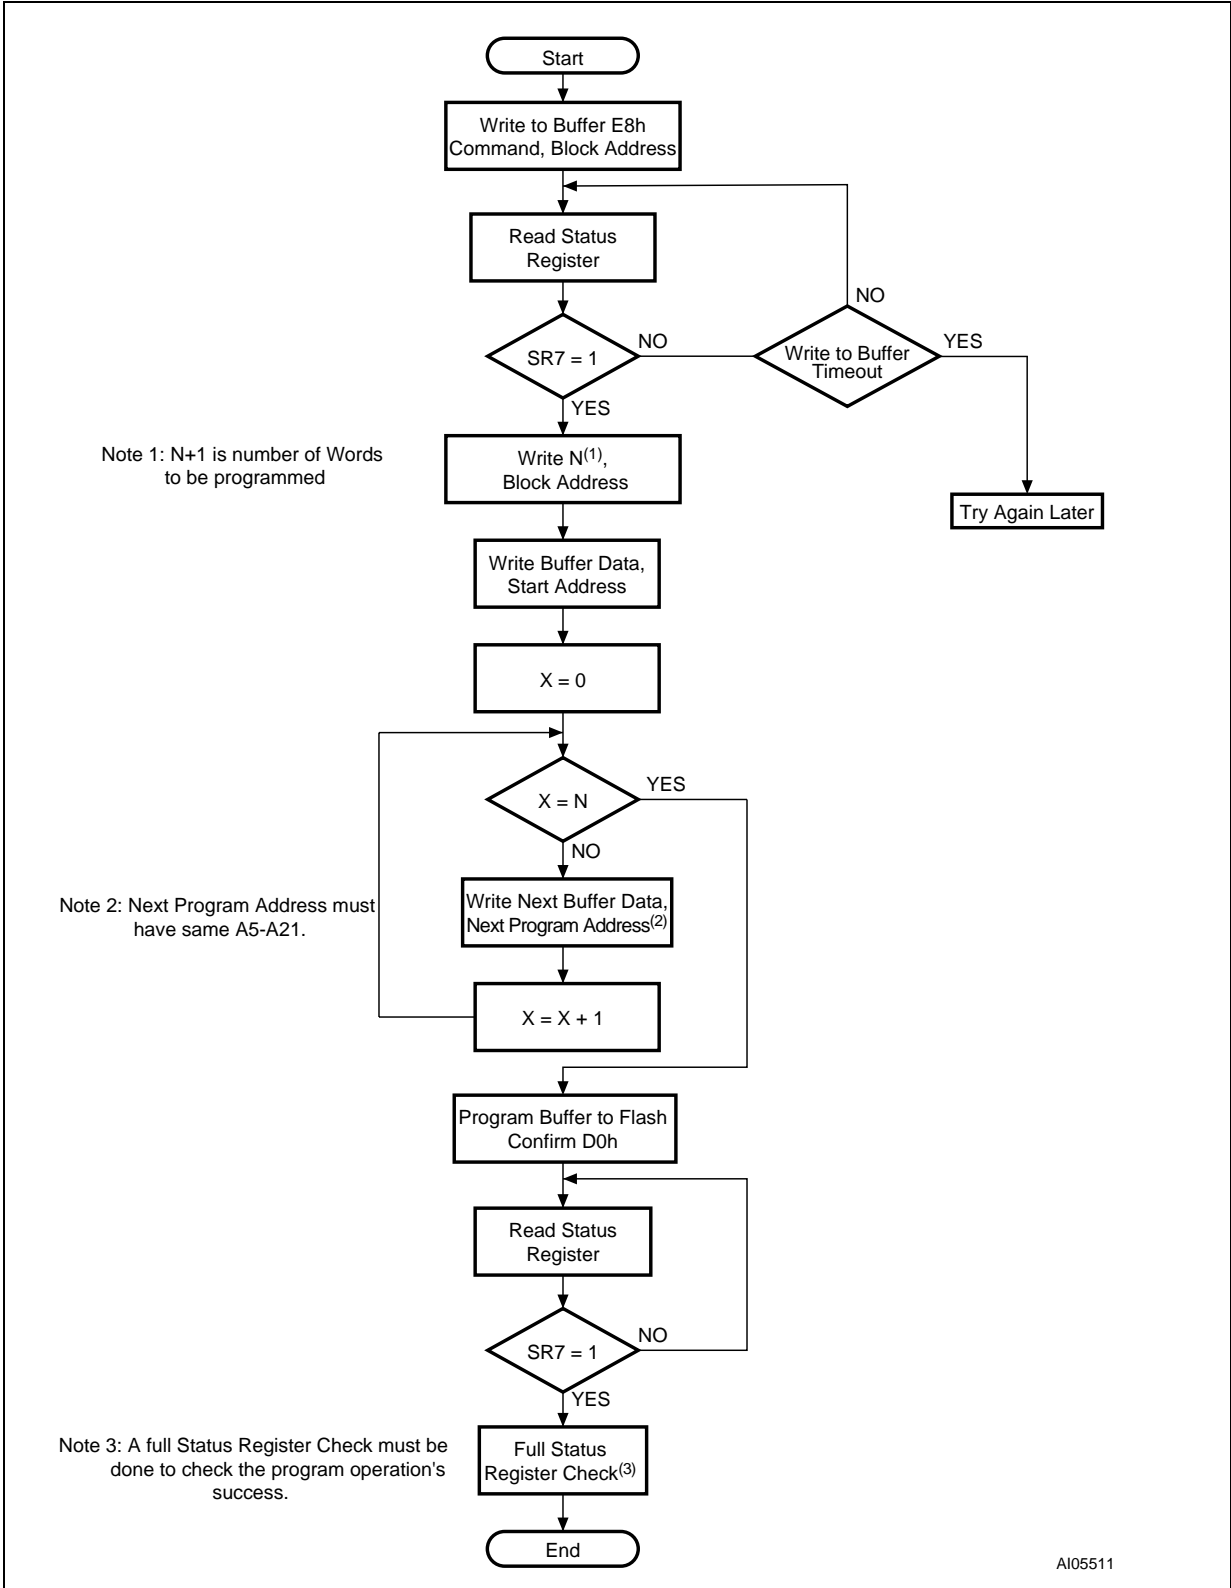 Start
Write to Buffer E8h
Command, Block Address
Read Status
Register
NO
SR7 = 1
NO
Write to Buffer
Timeout
YES
YES
Note 1: N+1 is number of Words
to be programmed
Write N(1),
Block Address
Try Again Later
Write Buffer Data,
Start Address
X = 0
X = N
YES
NO
Note 2: Next Program Address must
have same A5-A21.
Write Next Buffer Data,
Next Program Address(2)
X = X + 1
Program Buffer to Flash
Confirm D0h
Read Status
Register
SR7 = 1
NO
YES
Note 3: A full Status Register Check must be
done to check the program operation's
success.
Full Status
Register Check(3)
End
AI05511